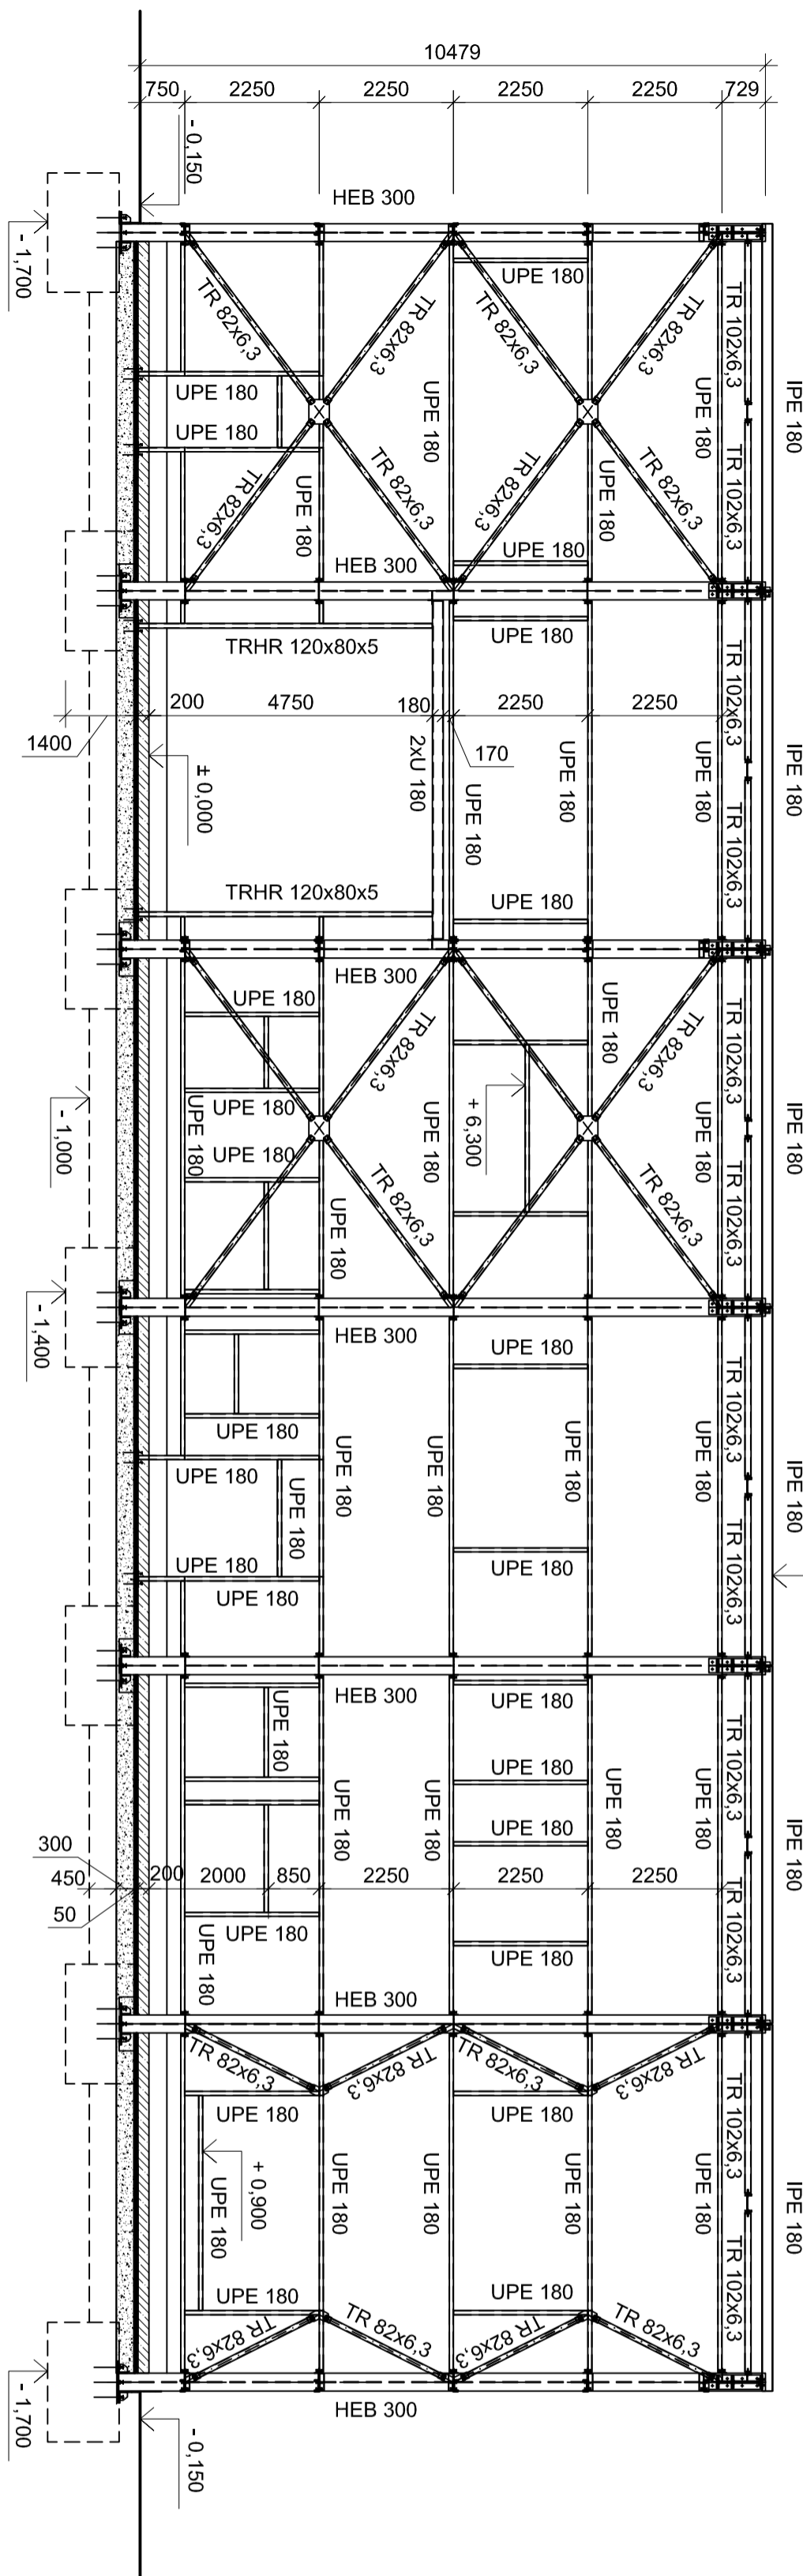 10479
750
2250
2250
2250
2250
729
- 0,150
HEB 300
- 1,700
UPE 180
TR 82x6,3
TR 82x6,3
TR 82x6,3
TR 82x6,3
TR 102x6,3
IPE 180
UPE 180
UPE 180
UPE 180
UPE 180
TR 82x6,3
TR 82x6,3
TR 82x6,3
TR 82x6,3
TR 102x6,3
UPE 180
UPE 180
UPE 180
HEB 300
UPE 180
TRHR 120x80x5
TR 102x6,3
200
4750
180
2250
2250
1400
170
± 0,000
2xU 180
UPE 180
UPE 180
UPE 180
IPE 180
TR 102x6,3
TRHR 120x80x5
UPE 180
HEB 300
UPE 180
UPE 180
TR 82x6,3
TR 82x6,3
TR 102x6,3
- 1,000
UPE 180
UPE 180
UPE 180
UPE 180
+ 6,300
UPE 180
IPE 180
TR 82x6,3
TR 82x6,3
TR 102x6,3
UPE 180
- 1,400
HEB 300
UPE 180
TR 102x6,3
UPE 180
UPE 180
UPE 180
UPE 180
UPE 180
UPE 180
UPE 180
IPE 180
UPE 180
UPE 180
UPE 180
TR 102x6,3
HEB 300
UPE 180
UPE 180
TR 102x6,3
UPE 180
UPE 180
UPE 180
UPE 180
UPE 180
UPE 180
IPE 180
300
450
50
200
2000
850
2250
2250
2250
UPE 180
UPE 180
UPE 180
TR 102x6,3
HEB 300
TR 82x6,3
TR 82x6,3
TR 82x6,3
TR 82x6,3
TR 102x6,3
UPE 180
UPE 180
+ 0,900
UPE 180
UPE 180
UPE 180
UPE 180
IPE 180
UPE 180
UPE 180
TR 82x6,3
TR 82x6,3
TR 82x6,3
TR 82x6,3
TR 102x6,3
- 1,700
HEB 300
- 0,150